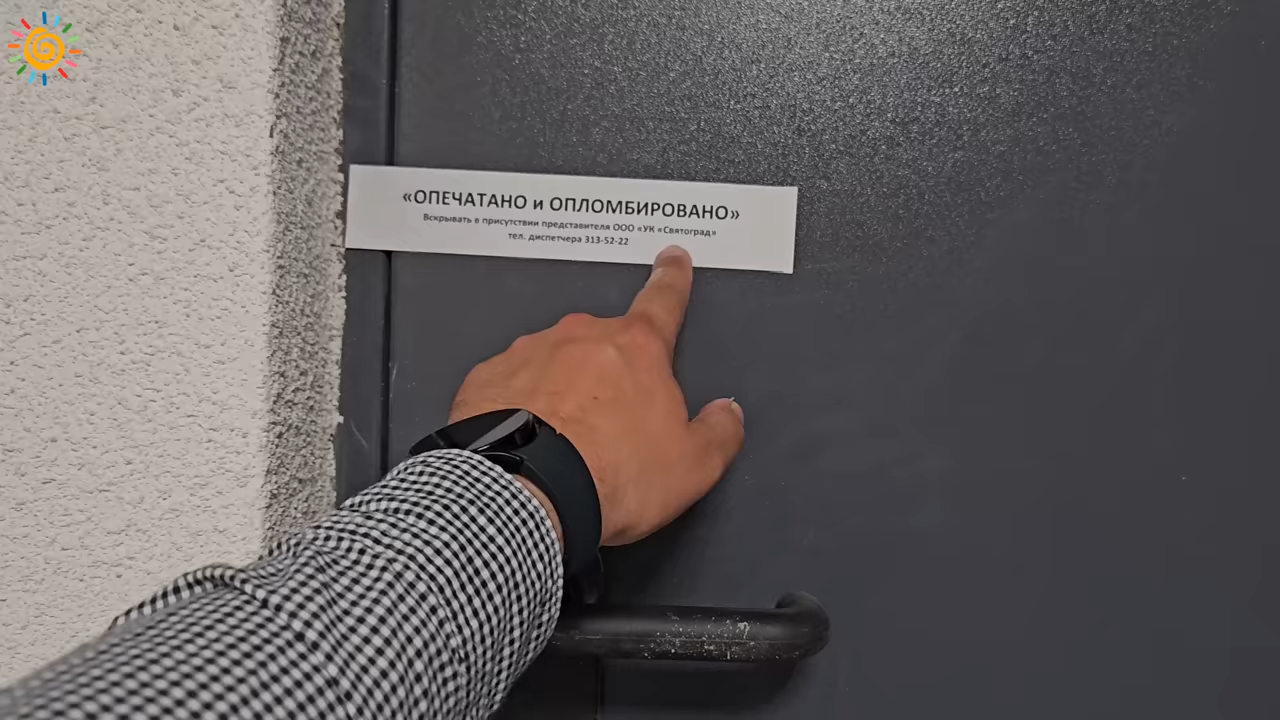 «ОПЕЧАТАНО и ОПЛОМБИРОВАНО»
Вскрывать в присутствии представителя ООО «УК «Святоград»
тел. диспетчера 313-52-22